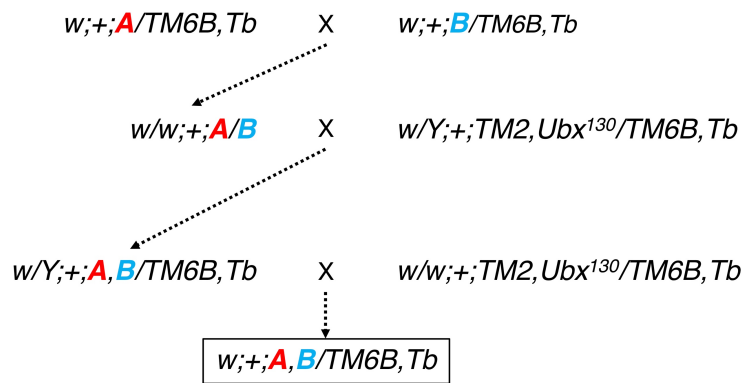 w;+;A/TM6B,Tb X w;+;B/TM6B,Tb
w/w;+;A/B X w/Y;+;TM2,Ubx¹³⁰/TM6B,Tb
w/Y;+;A,B/TM6B,Tb X w/w;+;TM2,Ubx¹³⁰/TM6B,Tb
w;+;A,B/TM6B,Tb